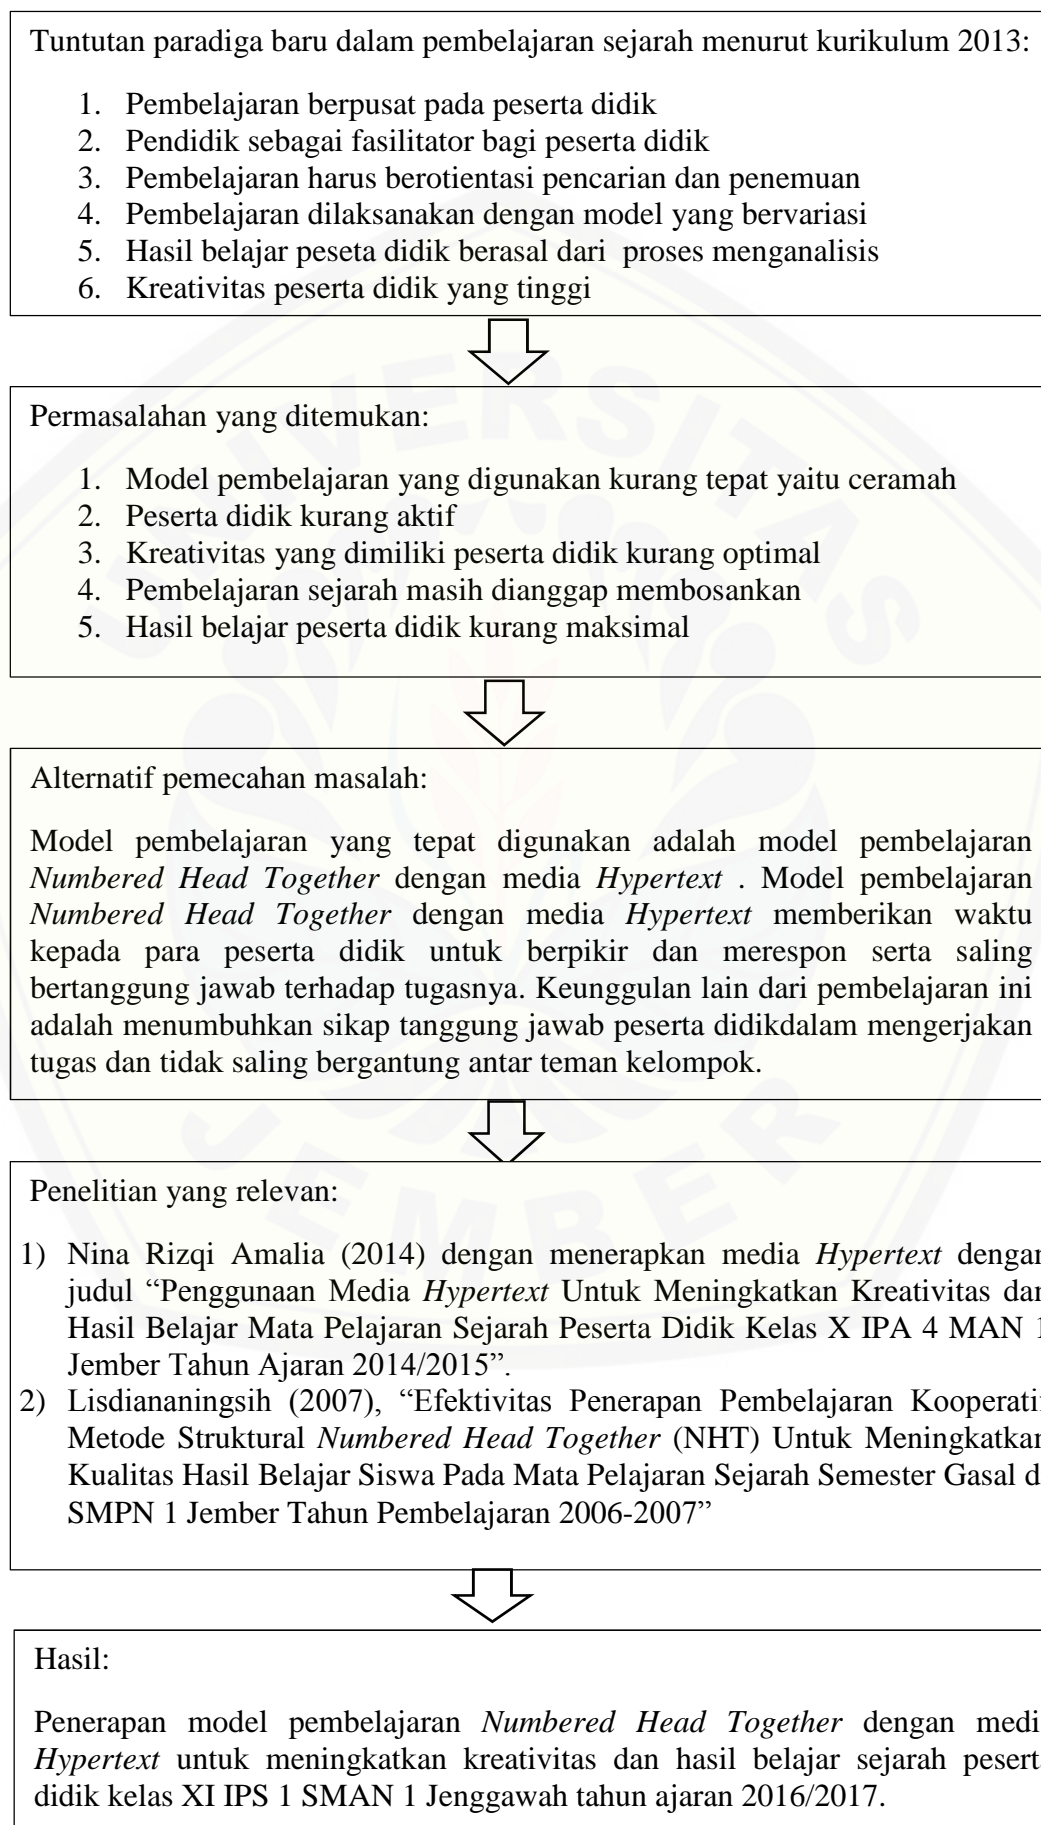 Tuntutan paradiga baru dalam pembelajaran sejarah menurut kurikulum 2013:
1. Pembelajaran berpusat pada peserta didik
2. Pendidik sebagai fasilitator bagi peserta didik
3. Pembelajaran harus berotientasi pencarian dan penemuan
4. Pembelajaran dilaksanakan dengan model yang bervariasi
5. Hasil belajar peseta didik berasal dari proses menganalisis
6. Kreativitas peserta didik yang tinggi
Permasalahan yang ditemukan:
1. Model pembelajaran yang digunakan kurang tepat yaitu ceramah
2. Peserta didik kurang aktif
3. Kreativitas yang dimiliki peserta didik kurang optimal
4. Pembelajaran sejarah masih dianggap membosankan
5. Hasil belajar peserta didik kurang maksimal
Alternatif pemecahan masalah:
Model pembelajaran yang tepat digunakan adalah model pembelajaran
Numbered Head Together dengan media Hypertext . Model pembelajaran
Numbered Head Together dengan media Hypertext memberikan waktu
kepada para peserta didik untuk berpikir dan merespon serta saling
bertanggung jawab terhadap tugasnya. Keunggulan lain dari pembelajaran ini
adalah menumbuhkan sikap tanggung jawab peserta didikdalam mengerjakan
tugas dan tidak saling bergantung antar teman kelompok.
Penelitian yang relevan:
1) Nina Rizqi Amalia (2014) dengan menerapkan media Hypertext dengan
judul “Penggunaan Media Hypertext Untuk Meningkatkan Kreativitas dan
Hasil Belajar Mata Pelajaran Sejarah Peserta Didik Kelas X IPA 4 MAN 1
Jember Tahun Ajaran 2014/2015”.
2) Lisdiananingsih (2007), “Efektivitas Penerapan Pembelajaran Kooperatif
Metode Struktural Numbered Head Together (NHT) Untuk Meningkatkan
Kualitas Hasil Belajar Siswa Pada Mata Pelajaran Sejarah Semester Gasal di
SMPN 1 Jember Tahun Pembelajaran 2006-2007”
Hasil:
Penerapan model pembelajaran Numbered Head Together dengan medi
Hypertext untuk meningkatkan kreativitas dan hasil belajar sejarah peserta
didik kelas XI IPS 1 SMAN 1 Jenggawah tahun ajaran 2016/2017.
UNIVERSITAS
JEMBER